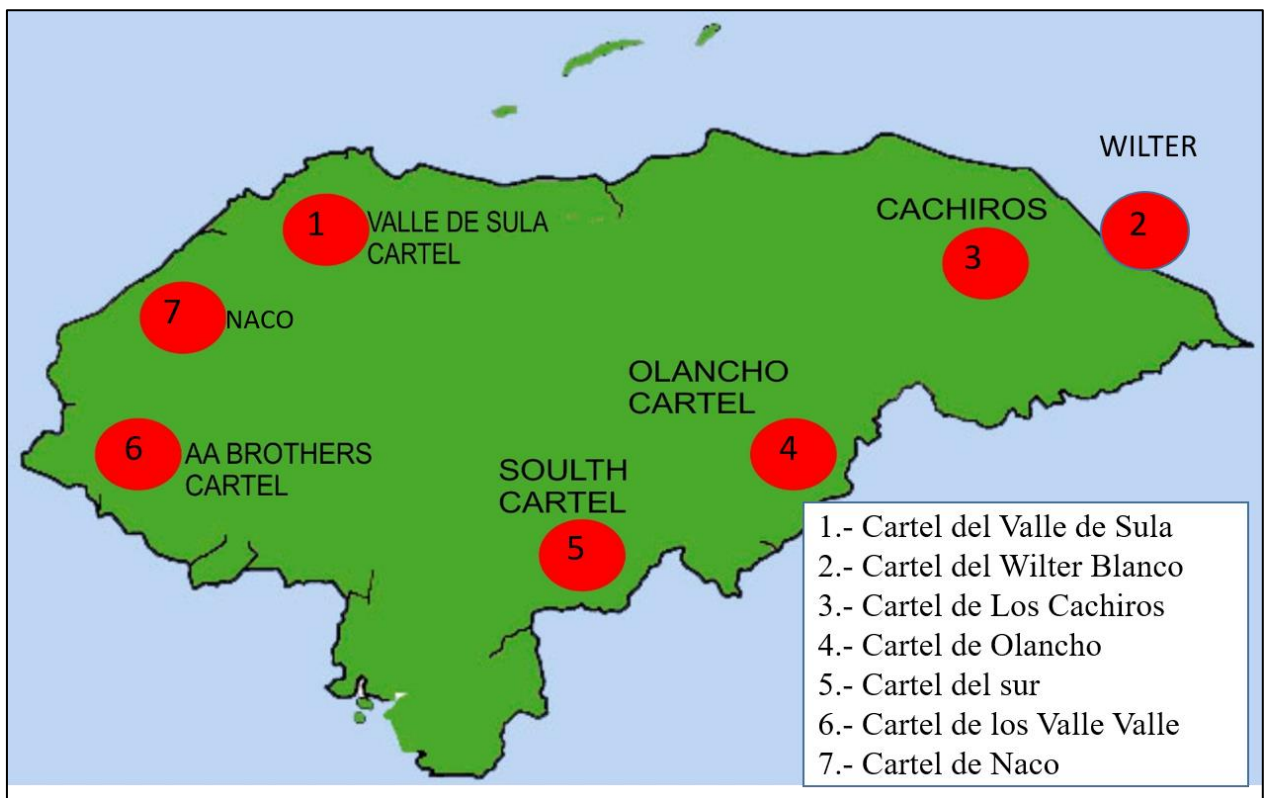 WILTER
2
CACHIROS
3
1
VALLE DE SULA
CARTEL
7
NACO
OLANCHO
CARTEL
4
6
AA BROTHERS
CARTEL
SOULTH
CARTEL
5
1.- Cartel del Valle de Sula
2.- Cartel del Wilter Blanco
3.- Cartel de Los Cachiros
4.- Cartel de Olancho
5.- Cartel del sur
6.- Cartel de los Valle Valle
7.- Cartel de Naco